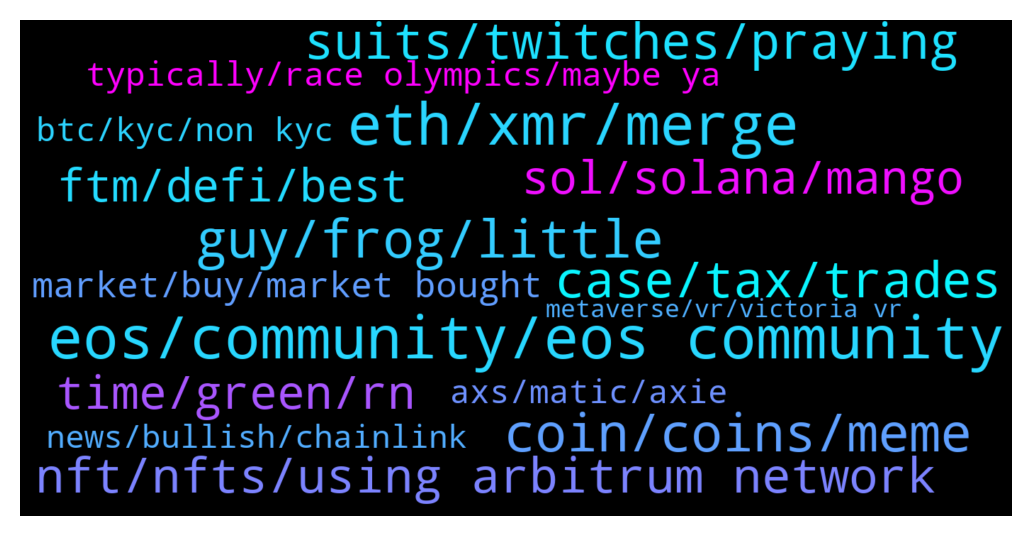 suits/twitches/praying
typically/race olympics/maybe ya
btc/kyc/non kyc
eth/xmr/merge
ftm/defi/best
sol/solana/mango
guy/frog/little
market/buy/market bought
case/tax/trades
metaverse/vr/victoria vr
eos/community/eos community
time/green/rn
axs/matic/axie
news/bullish/chainlink
coin/coins/meme
nft/nfts/using arbitrum network